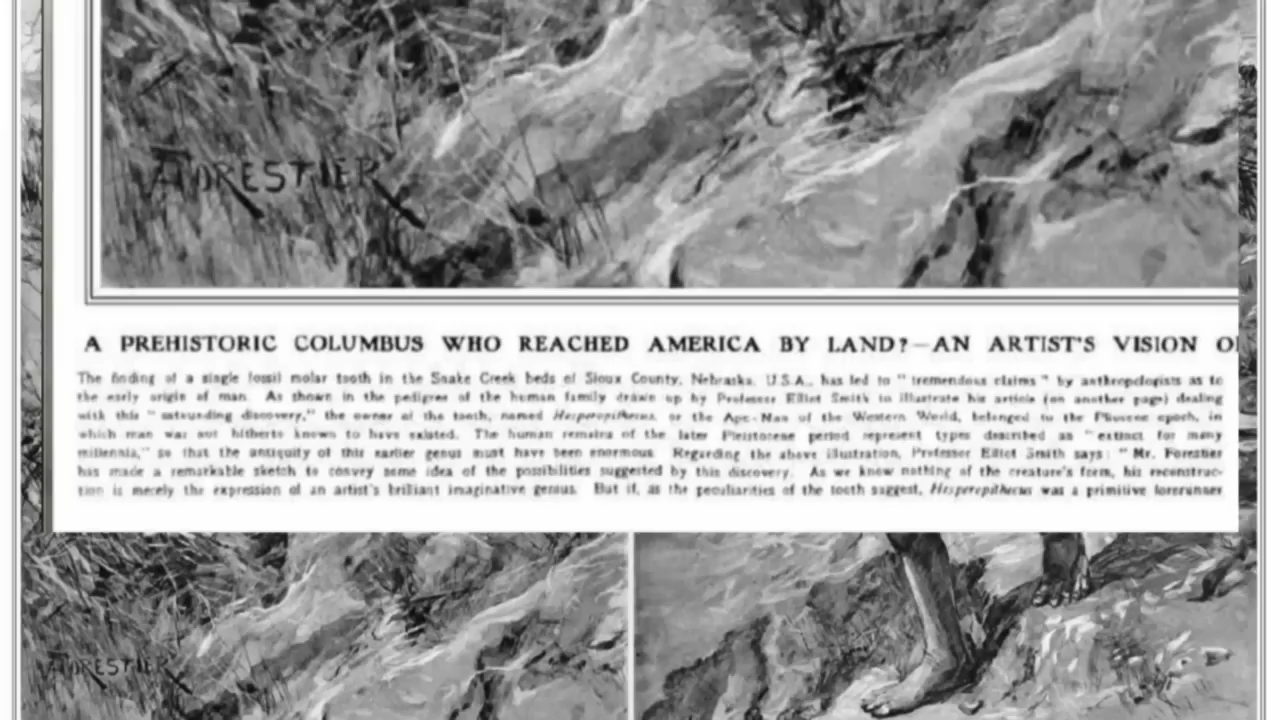 A. FORESTIER
A PREHISTORIC COLUMBUS WHO REACHED AMERICA BY LAND?—AN ARTIST'S VISION O
The finding of a single fossil molar tooth in the Snake Creek beds of Sioux County, Nebraska, U.S.A., has led to "tremendous claims" by anthropologists as to
the early origin of man. As shown in the pedigree of the human family drawn up by Professor Elliot Smith to illustrate his article (on another page) dealing
with this "astounding discovery," the owner of the tooth, named Hesperopithecus, or the Ape-Man of the Western World, belonged to the Pliocene epoch, in
which man was not hitherto known to have existed. The human remains of the later Pleistocene period represent types described as "extinct for many
millennia," so that the antiquity of this earlier genus must have been enormous. Regarding the above illustration, Professor Elliot Smith says: "Mr. Forestier
has made a remarkable sketch to convey some idea of the possibilities suggested by this discovery. As we know nothing of the creature's form, his reconstruc-
tion is merely the expression of an artist's brilliant imaginative genius. But if, as the peculiarities of the tooth suggest, Hesperopithecus was a primitive forerunner
A. FORESTIER